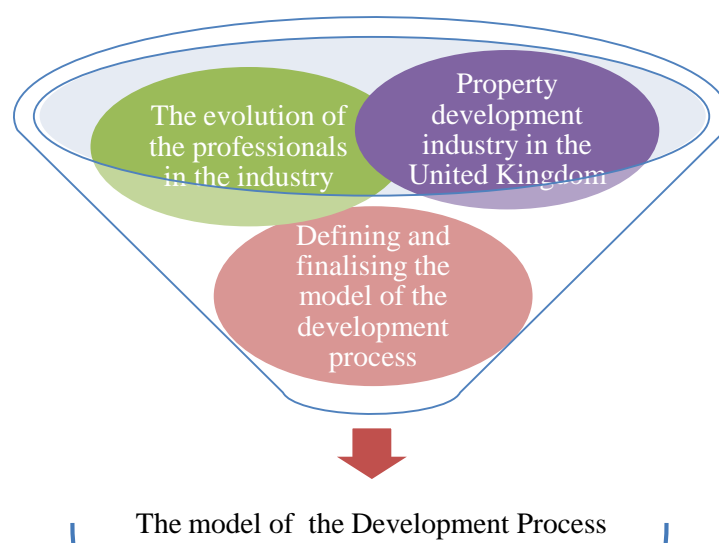 The evolution of
the professionals
in the industry
Property
development
industry in the
United Kingdom
Defining and
finalising the
model of the
development
process
The model of the Development Process